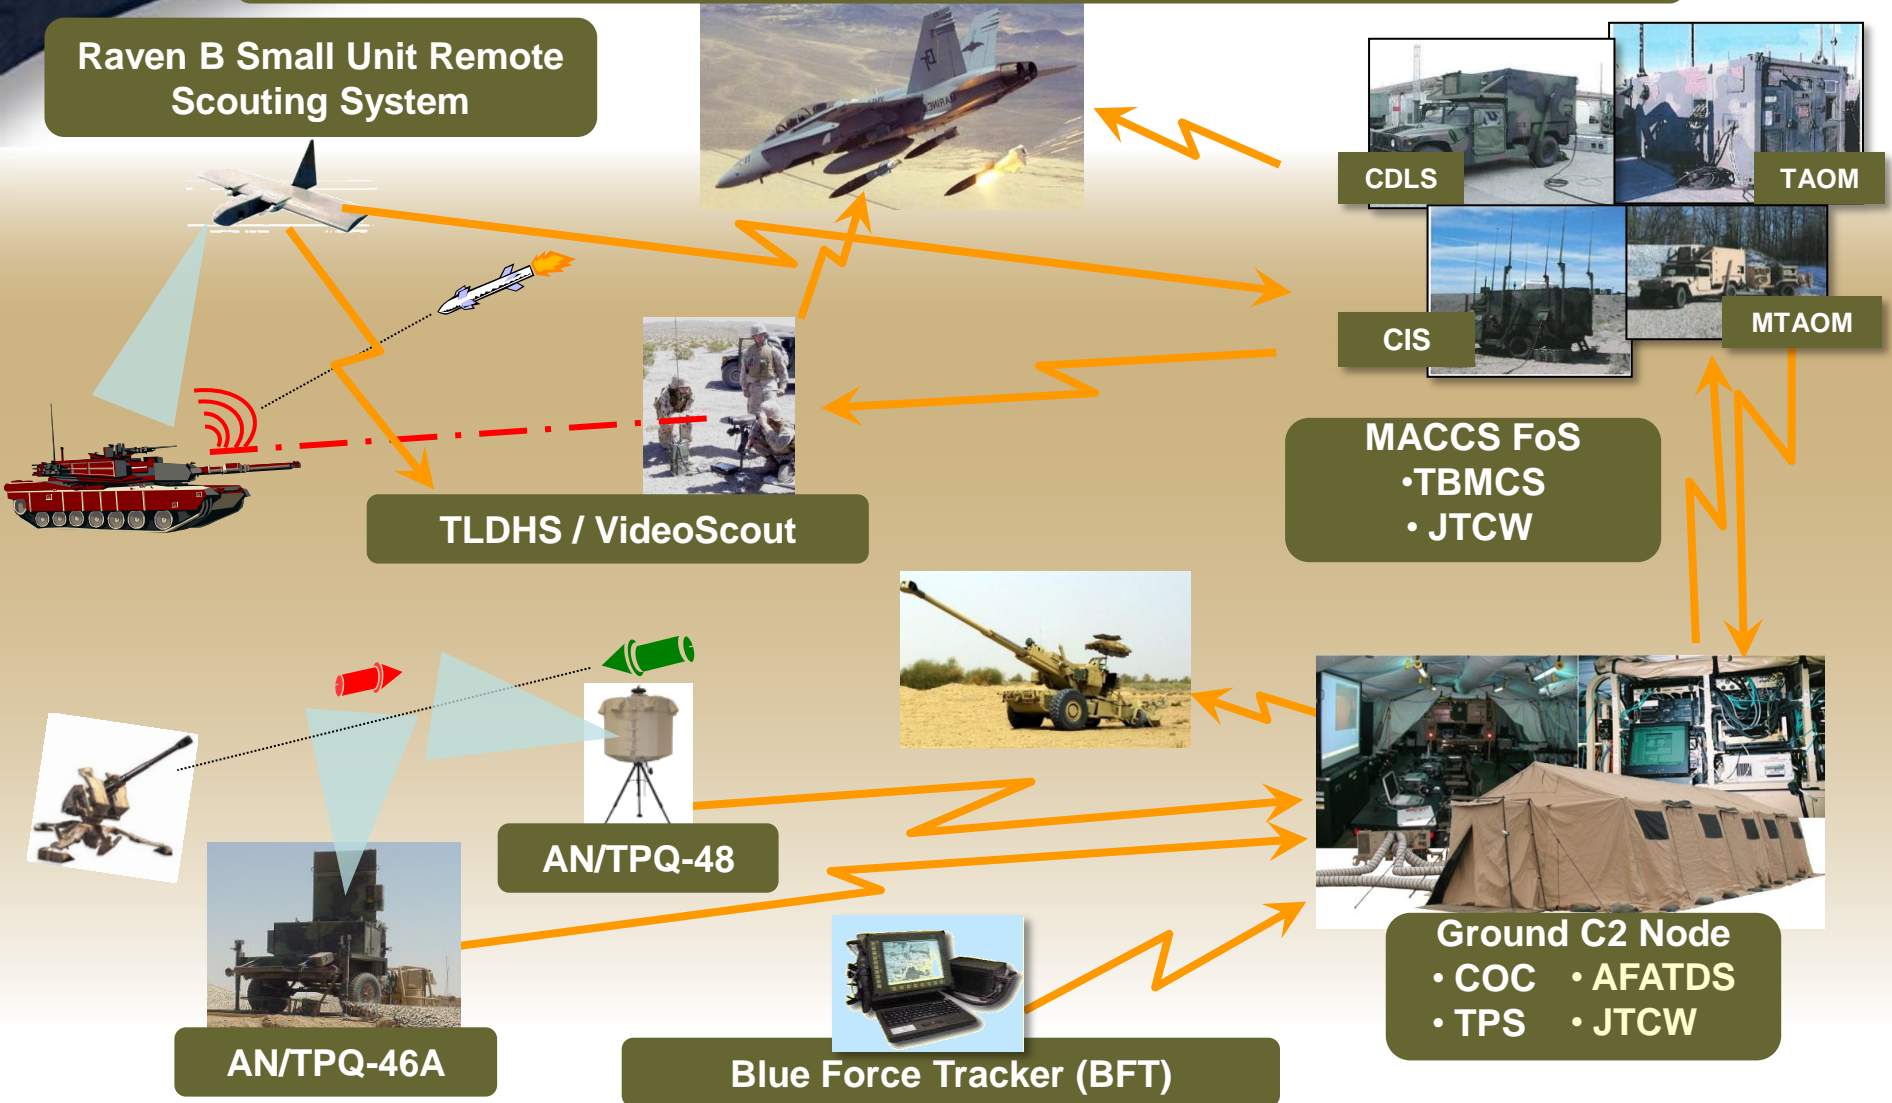 Raven B Small Unit Remote
Scouting System
CDLS
TAOM
CIS
MTAOM
MACCS FoS
•TBMCS
• JTCW
TLDHS / VideoScout
AN/TPQ-48
Ground C2 Node
• COC • AFATDS
• TPS • JTCW
AN/TPQ-46A
Blue Force Tracker (BFT)